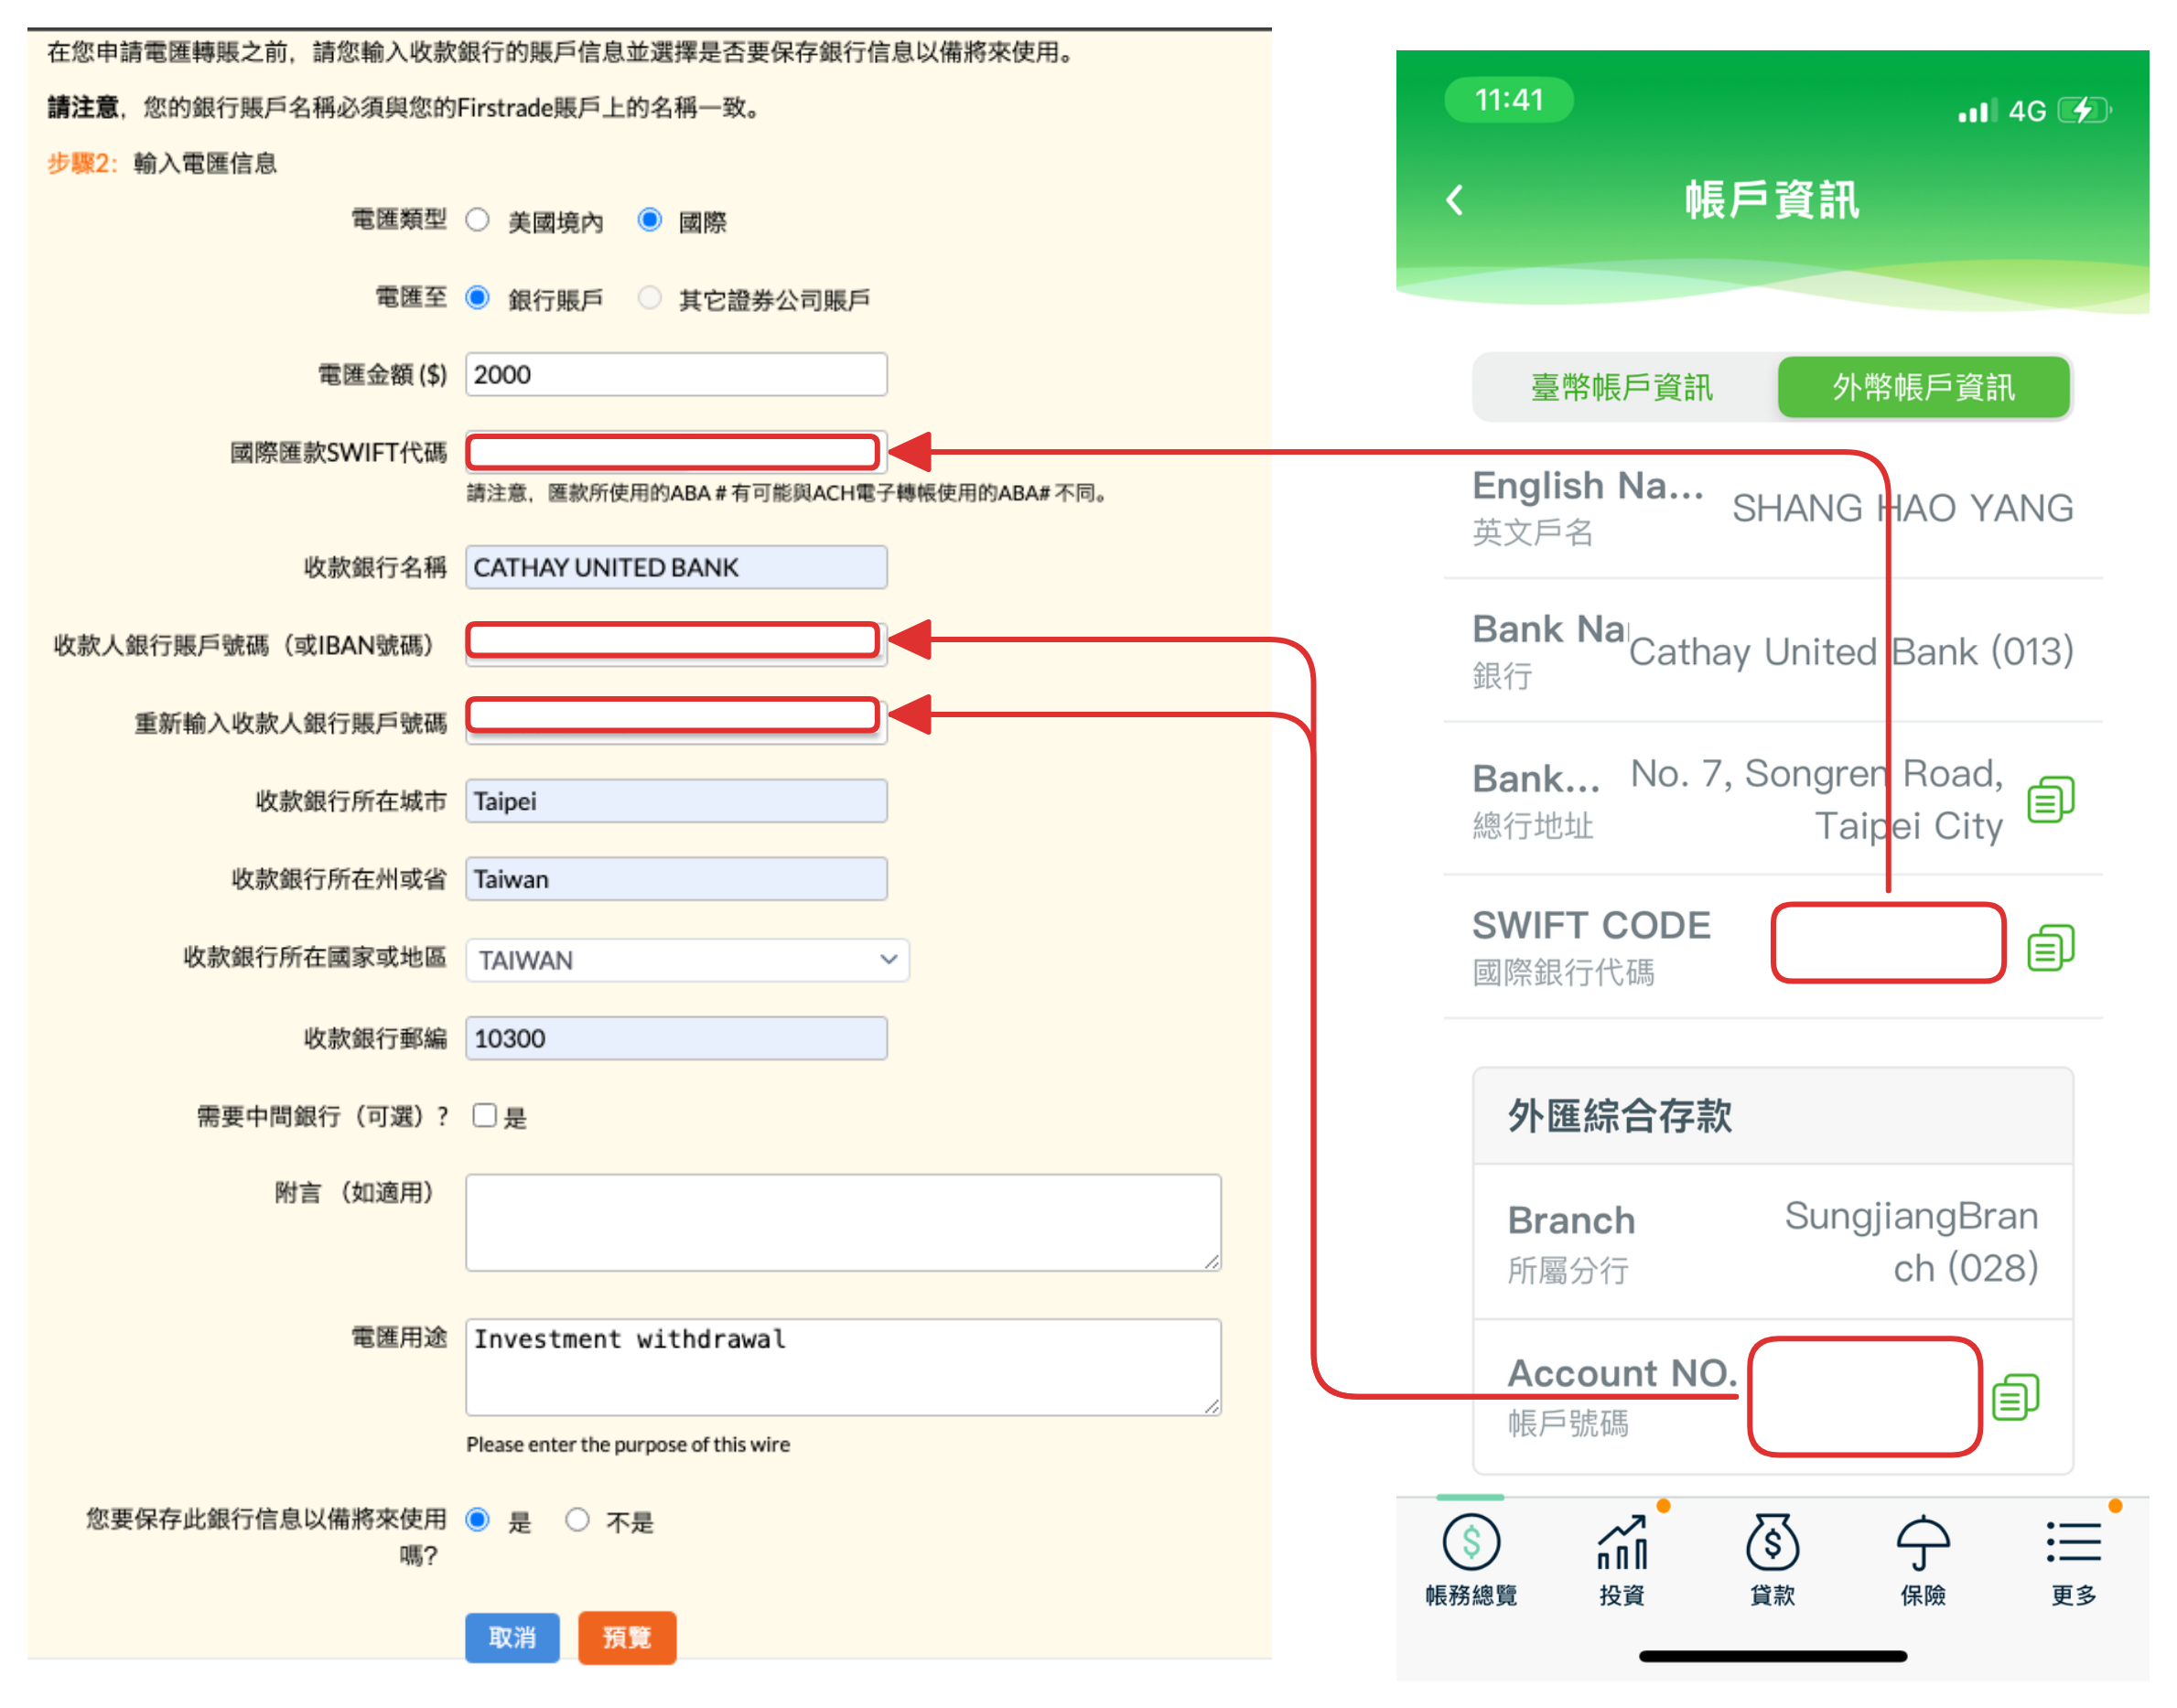 在您申請電匯轉賬之前，請您輸入收款銀行的賬戶信息並選擇是否要保存銀行信息以備將來使用。
請注意，您的銀行賬戶名稱必須與您的Firstrade賬戶上的名稱一致。
步驟2：輸入電匯信息
電匯類型 美國境內 國際
電匯至 銀行賬戶 其它證券公司賬戶
電匯金額 ($) 2000
國際匯款SWIFT代碼
請注意，匯款所使用的ABA # 有可能與ACH電子轉帳使用的ABA# 不同。
收款銀行名稱 CATHAY UNITED BANK
收款人銀行賬戶號碼（或IBAN號碼）
重新輸入收款人銀行賬戶號碼
收款銀行所在城市 Taipei
收款銀行所在州或省 Taiwan
收款銀行所在國家或地區 TAIWAN
收款銀行郵編 10300
需要中間銀行（可選）？ 是
附言 （如適用）
電匯用途 Investment withdrawal
Please enter the purpose of this wire
您要保存此銀行信息以備將來使用
嗎？ 是 不是
取消 預覽
11:41 4G
帳戶資訊
臺幣帳戶資訊 外幣帳戶資訊
English Na... SHANG HAO YANG
英文戶名
Bank Na Cathay United Bank (013)
銀行
Bank... No. 7, Songren Road,
總行地址 Taipei City
SWIFT CODE
國際銀行代碼
外匯綜合存款
Branch SungjiangBran
所屬分行 ch (028)
Account NO.
帳戶號碼
帳務總覽 投資 貸款 保險 更多